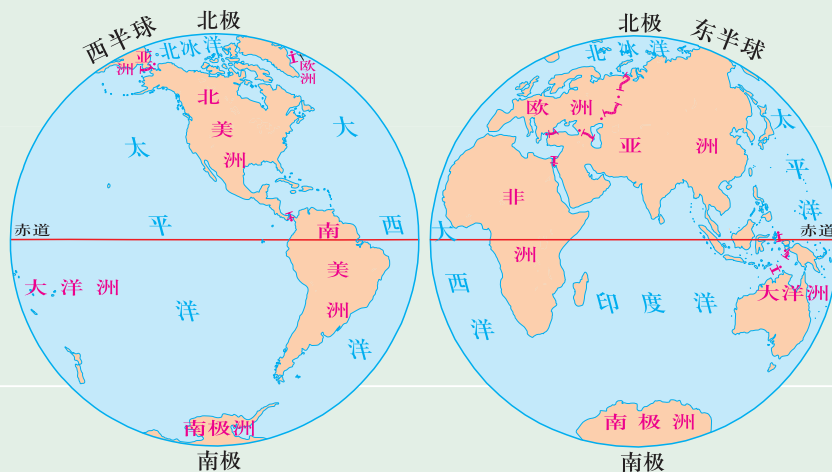 西半球
北极
北冰洋
亚洲
欧洲
北美洲
太平洋
大西洋
赤道
南美洲
大洋洲
南极洲
南极
东半球
北极
北冰洋
欧洲
亚洲
太平洋
非洲
赤道
大西洋
印度洋
大洋洲
南极洲
南极